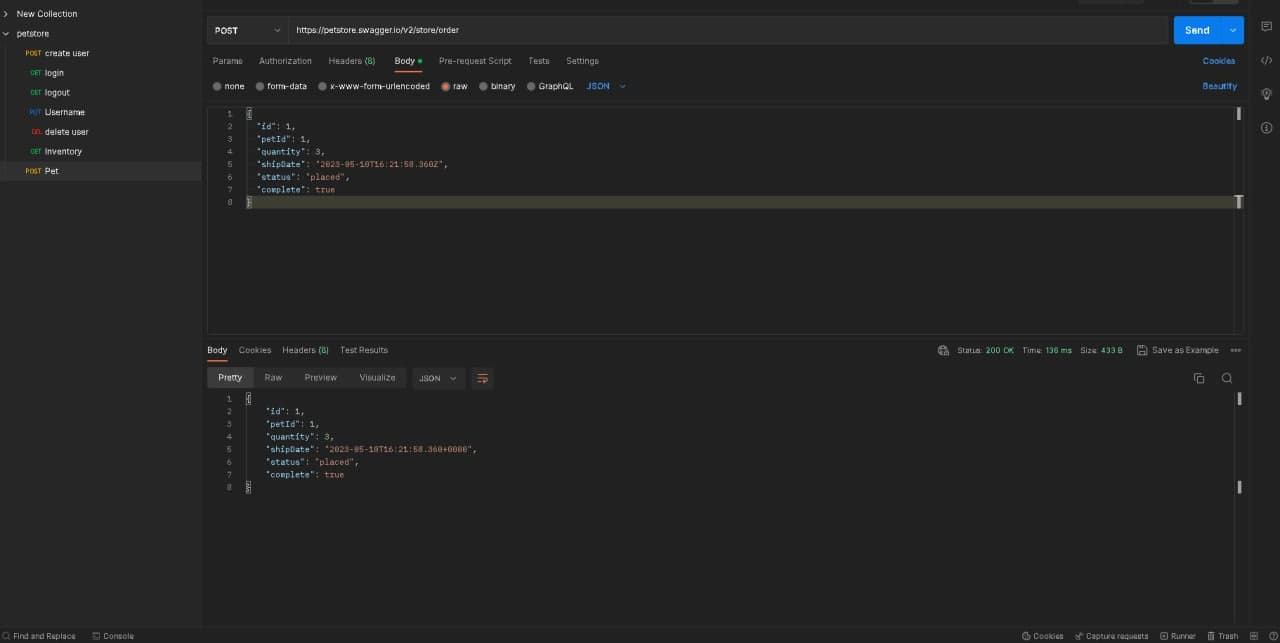 New Collection
petstore
POST create user
GET login
GET logout
PUT Username
DEL delete user
GET Inventory
POST Pet
POST https://petstore.swagger.io/v2/store/order Send
Params Authorization Headers (8) Body Pre-request Script Tests Settings Cookies
none form-data x-www-form-urlencoded raw binary GraphQL JSON Beautify
1 {
2 "id": 1,
3 "petId": 1,
4 "quantity": 3,
5 "shipDate": "2023-05-10T16:21:58.360Z",
6 "status": "placed",
7 "complete": true
8 }
Body Cookies Headers (8) Test Results Status: 200 OK Time: 136 ms Size: 433 B Save as Example
Pretty Raw Preview Visualize JSON
1 {
2 "id": 1,
3 "petId": 1,
4 "quantity": 3,
5 "shipDate": "2023-05-10T16:21:58.360+0000",
6 "status": "placed",
7 "complete": true
8 }
Find and Replace Console Cookies Capture requests Runner Trash